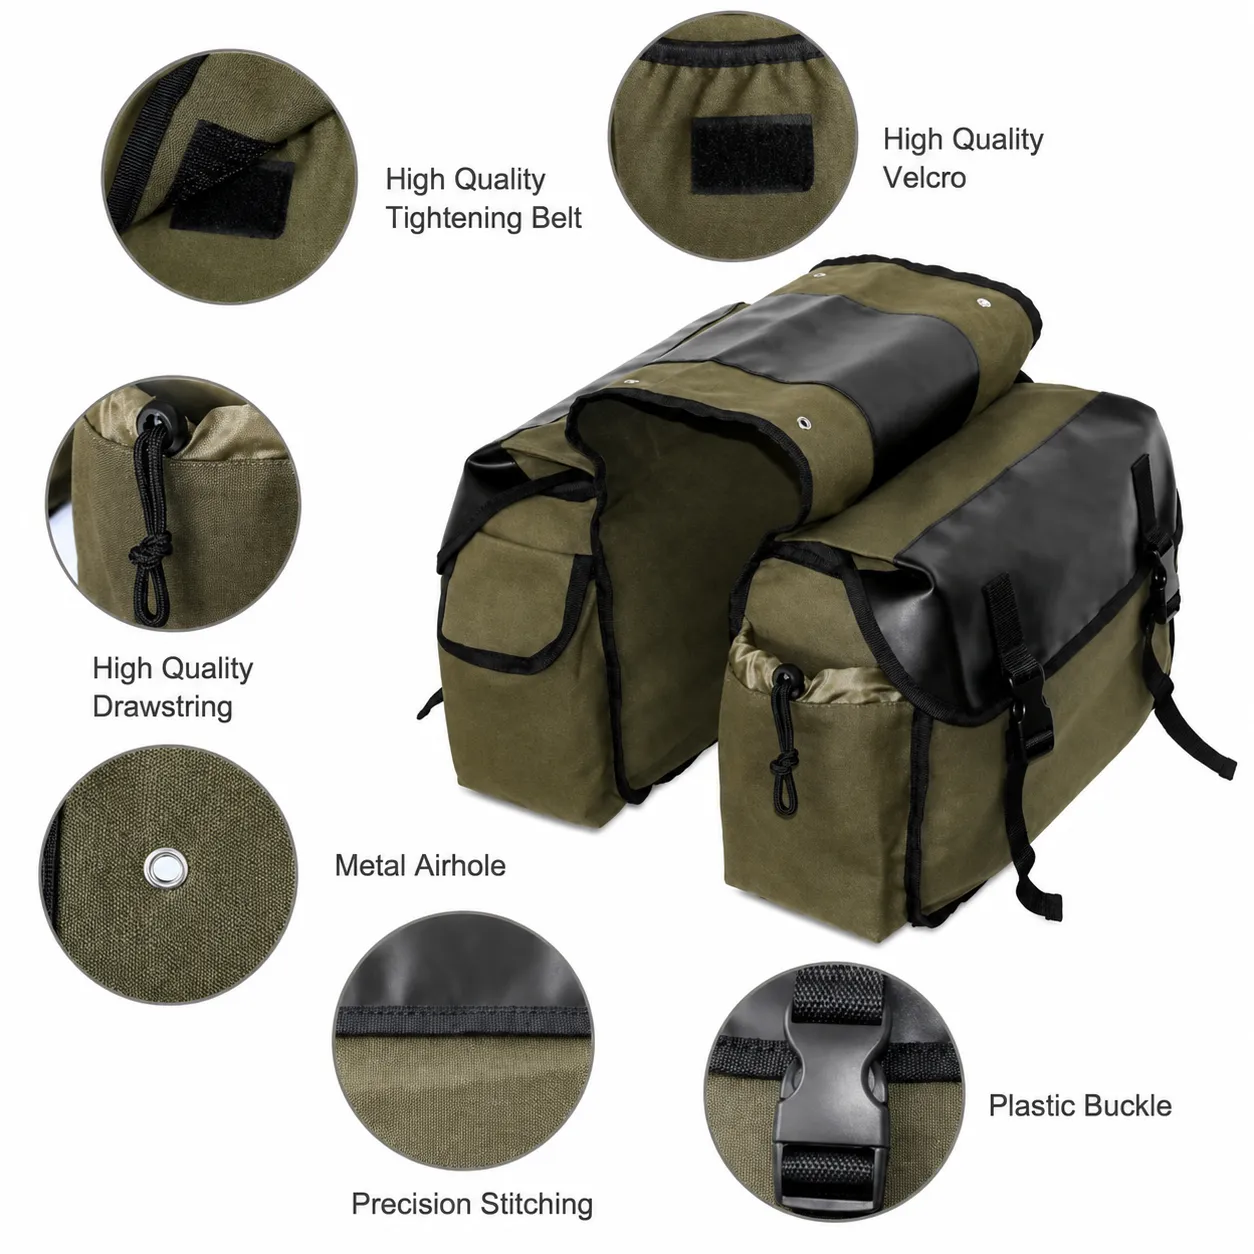 High Quality
Tightening Belt
High Quality
Velcro
High Quality
Drawstring
Metal Airhole
Precision Stitching
Plastic Buckle